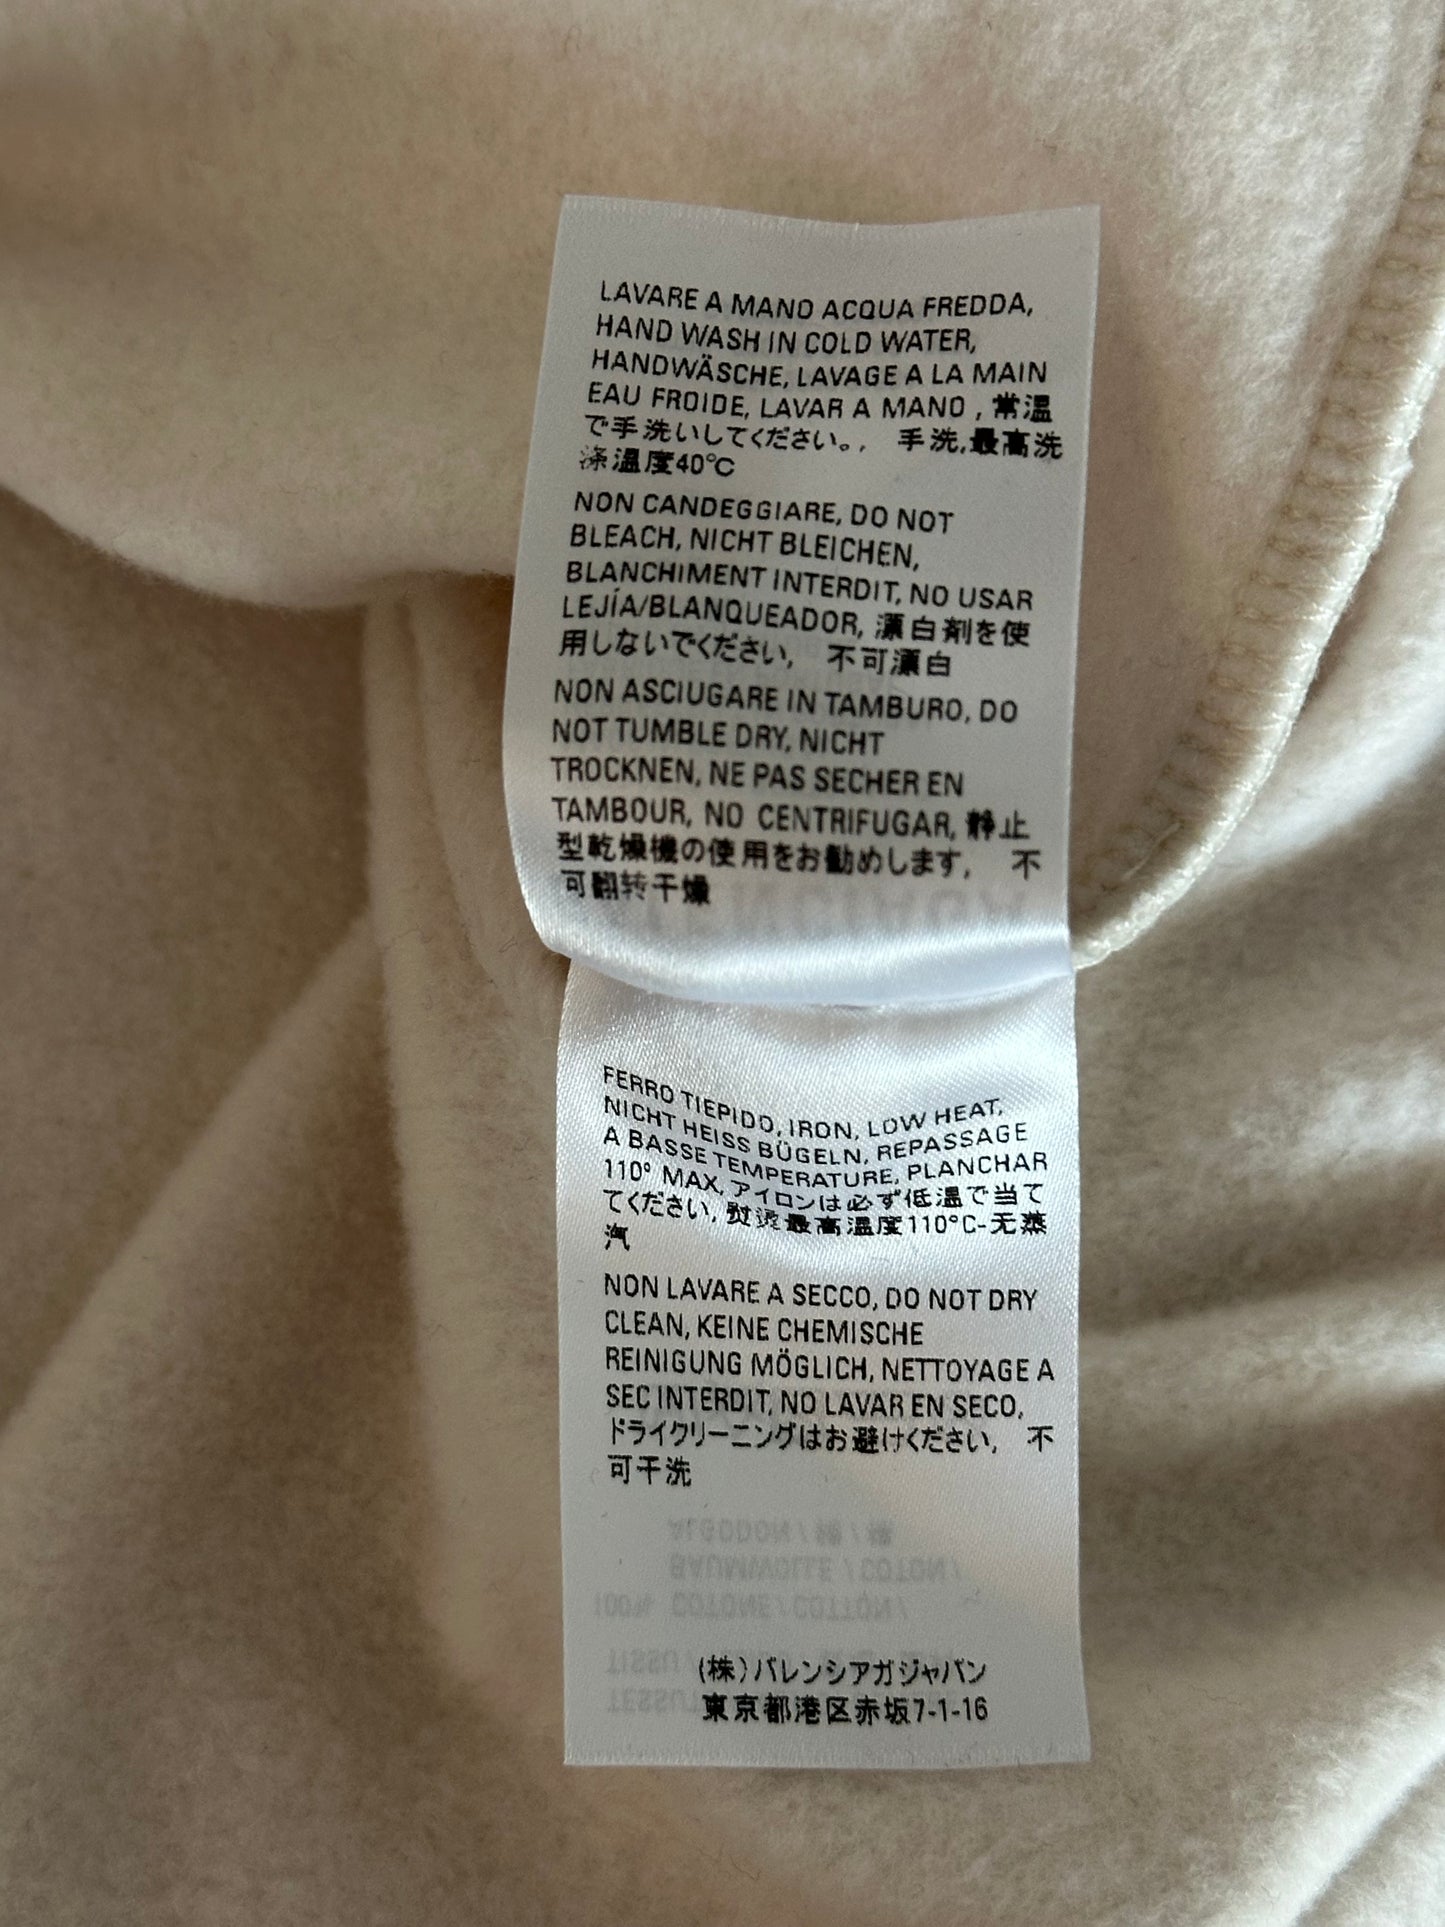 LAVARE A MANO ACQUA FREDDA,
HAND WASH IN COLD WATER,
HANDWÄSCHE, LAVAGE A LA MAIN
EAU FROIDE, LAVAR A MANO , 常温
で手洗いしてください。, 手洗,最高洗
涤温度40°C
NON CANDEGGIARE, DO NOT
BLEACH, NICHT BLEICHEN,
BLANCHIMENT INTERDIT, NO USAR
LEJÍA/BLANQUEADOR, 漂白剤を使
用しないでください, 不可漂白
NON ASCIUGARE IN TAMBURO, DO
NOT TUMBLE DRY, NICHT
TROCKNEN, NE PAS SECHER EN
TAMBOUR, NO CENTRIFUGAR, 静止
型乾燥機の使用をお勧めします, 不
可翻转干燥
FERRO TIEPIDO, IRON, LOW HEAT,
NICHT HEISS BÜGELN, REPASSAGE
A BASSE TEMPERATURE, PLANCHAR
110° MAX, アイロンは必ず低温で当て
てください, 熨烫最高温度110°C-无蒸
汽
NON LAVARE A SECCO, DO NOT DRY
CLEAN, KEINE CHEMISCHE
REINIGUNG MÖGLICH, NETTOYAGE A
SEC INTERDIT, NO LAVAR EN SECO,
ドライクリーニングはお避けください, 不
可干洗
ALGODON / 綿 / 棉
BAUMWOLLE / COTON /
100% COTONE / COTTON /
(株)バレンシアガジャパン
東京都港区赤坂7-1-16